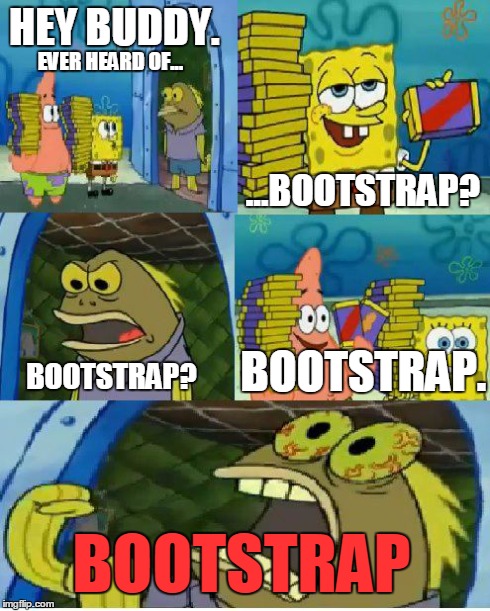 HEY BUDDY.
EVER HEARD OF...
...BOOTSTRAP?
BOOTSTRAP?
BOOTSTRAP.
BOOTSTRAP
imgflip.com